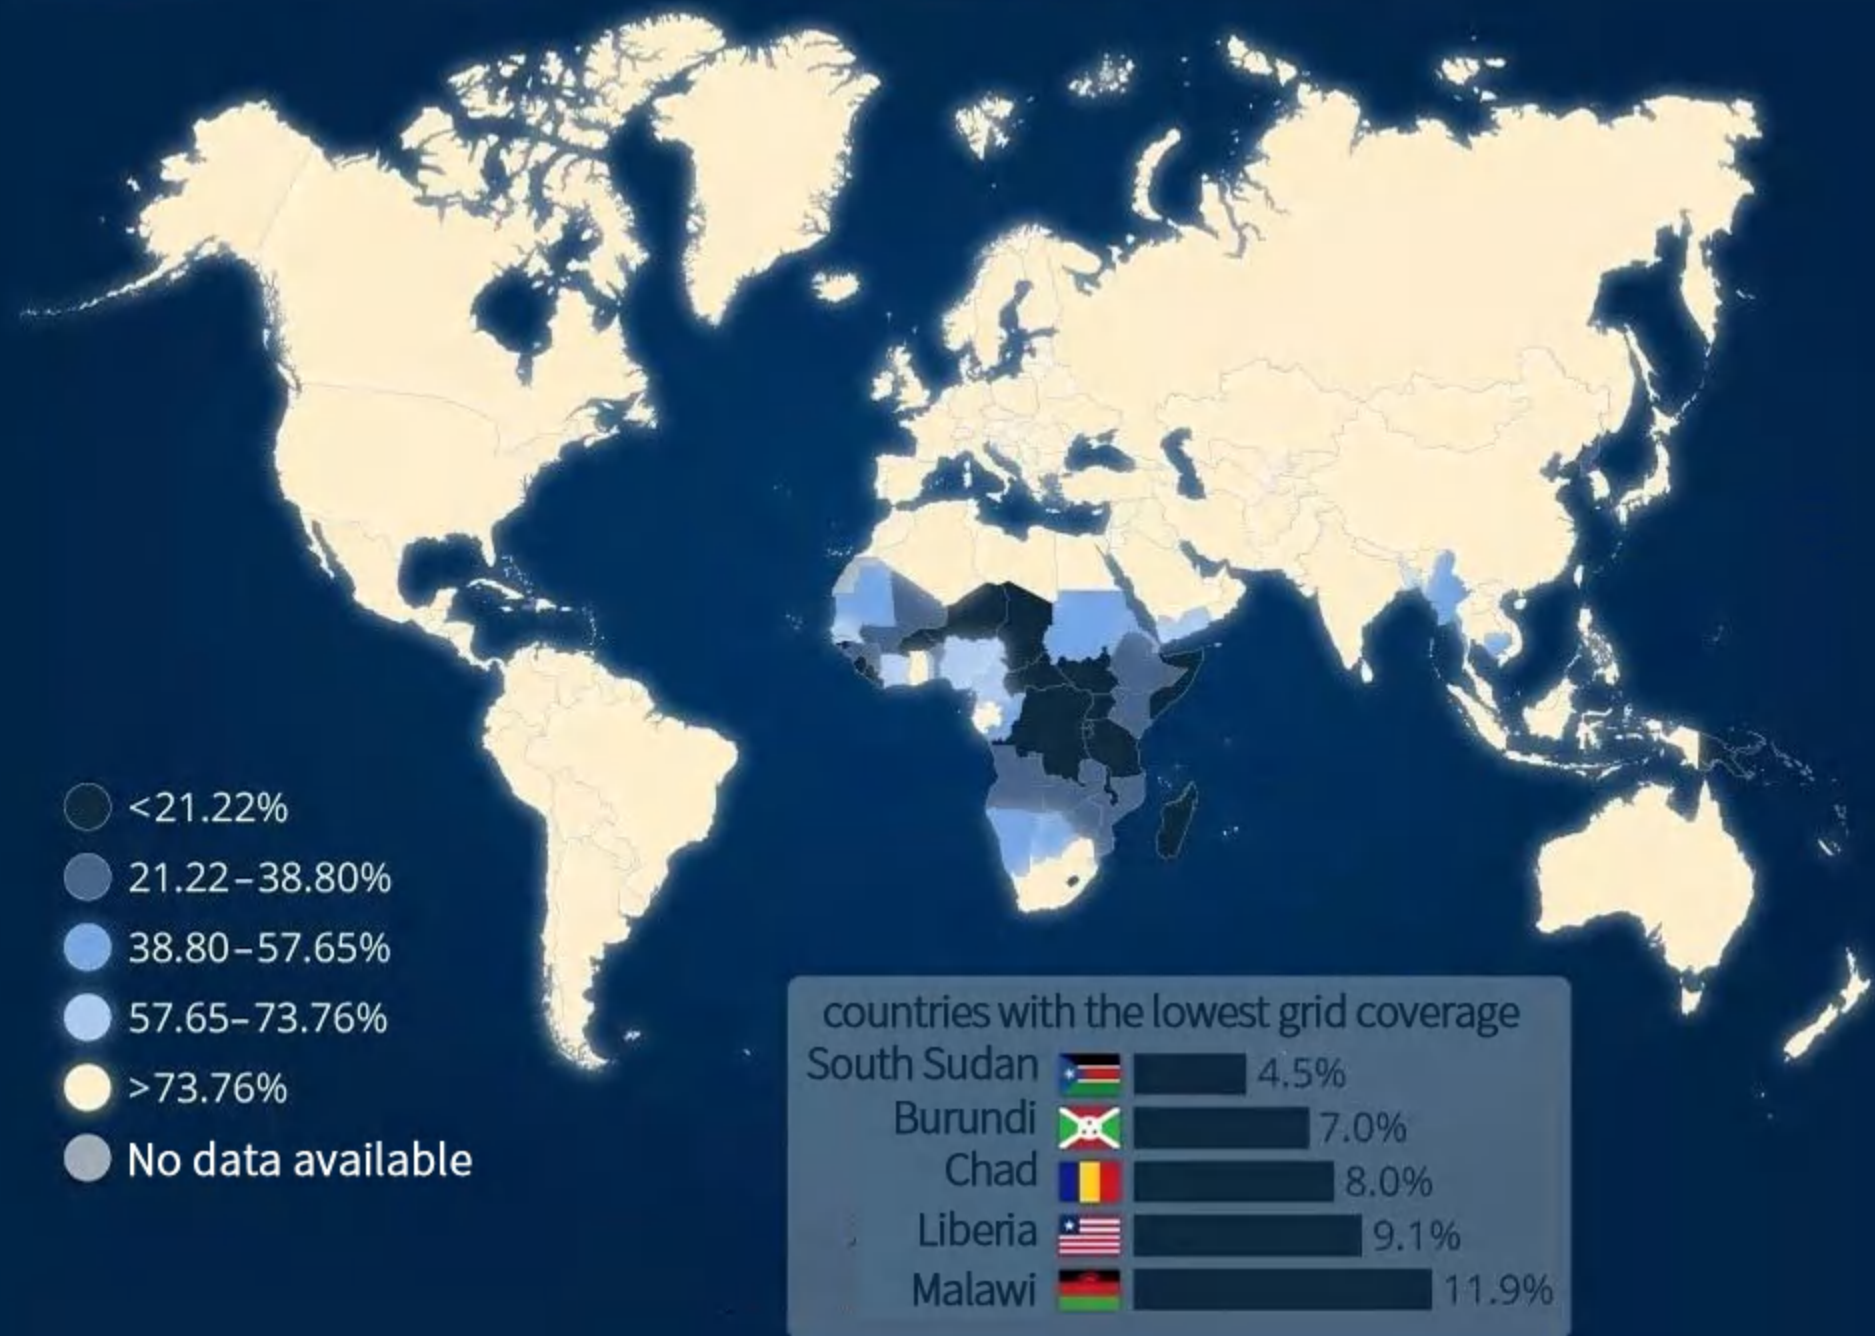 <21.22%
21.22–38.80%
38.80–57.65%
57.65–73.76%
>73.76%
No data available
countries with the lowest grid coverage
South Sudan 4.5%
Burundi 7.0%
Chad 8.0%
Liberia 9.1%
Malawi 11.9%